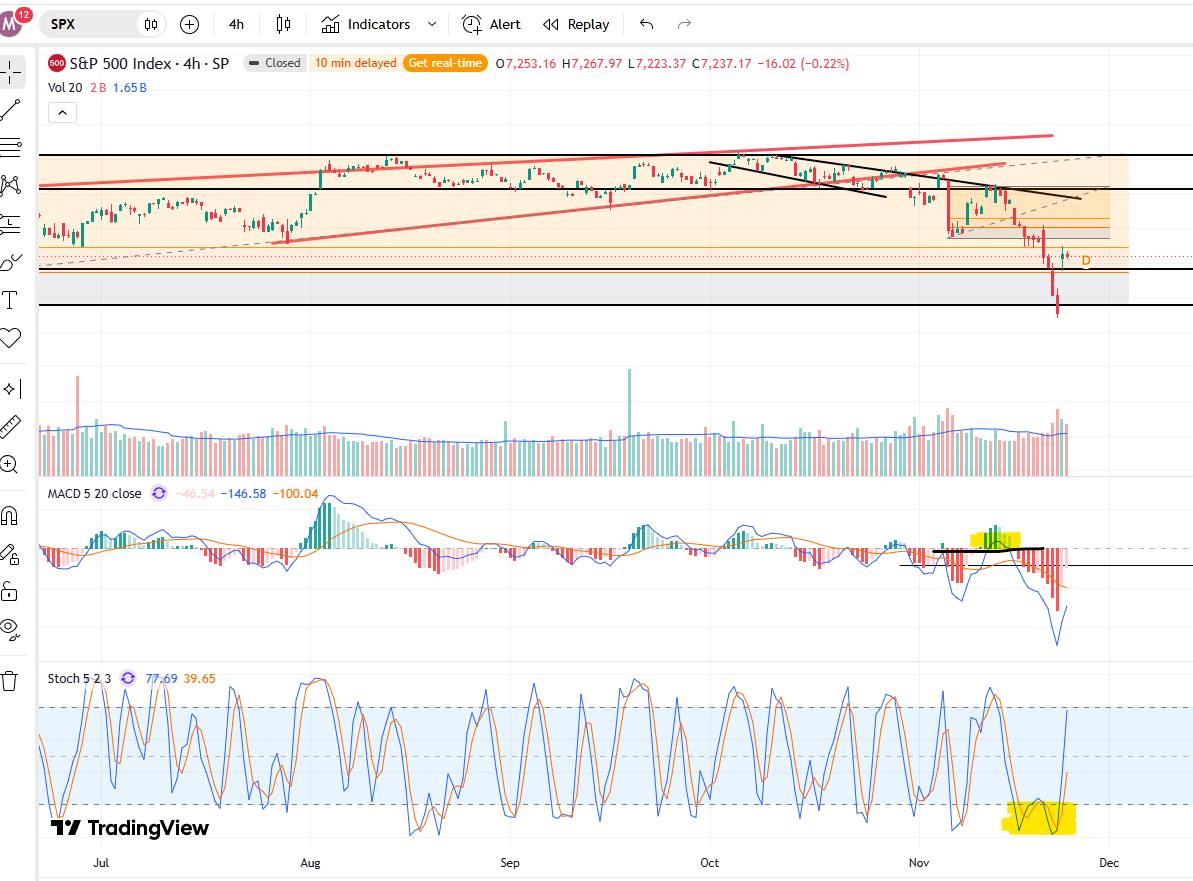 M 12 SPX 4h Indicators Alert Replay
500 S&P 500 Index · 4h · SP Closed 10 min delayed Get real-time O7,253.16 H7,267.97 L7,223.37 C7,237.17 −16.02 (−0.22%)
Vol 20 2 B 1.65 B
D
MACD 5 20 close −46.54 −146.58 −100.04
Stoch 5 2 3 77.69 39.65
TradingView
Jul Aug Sep Oct Nov Dec